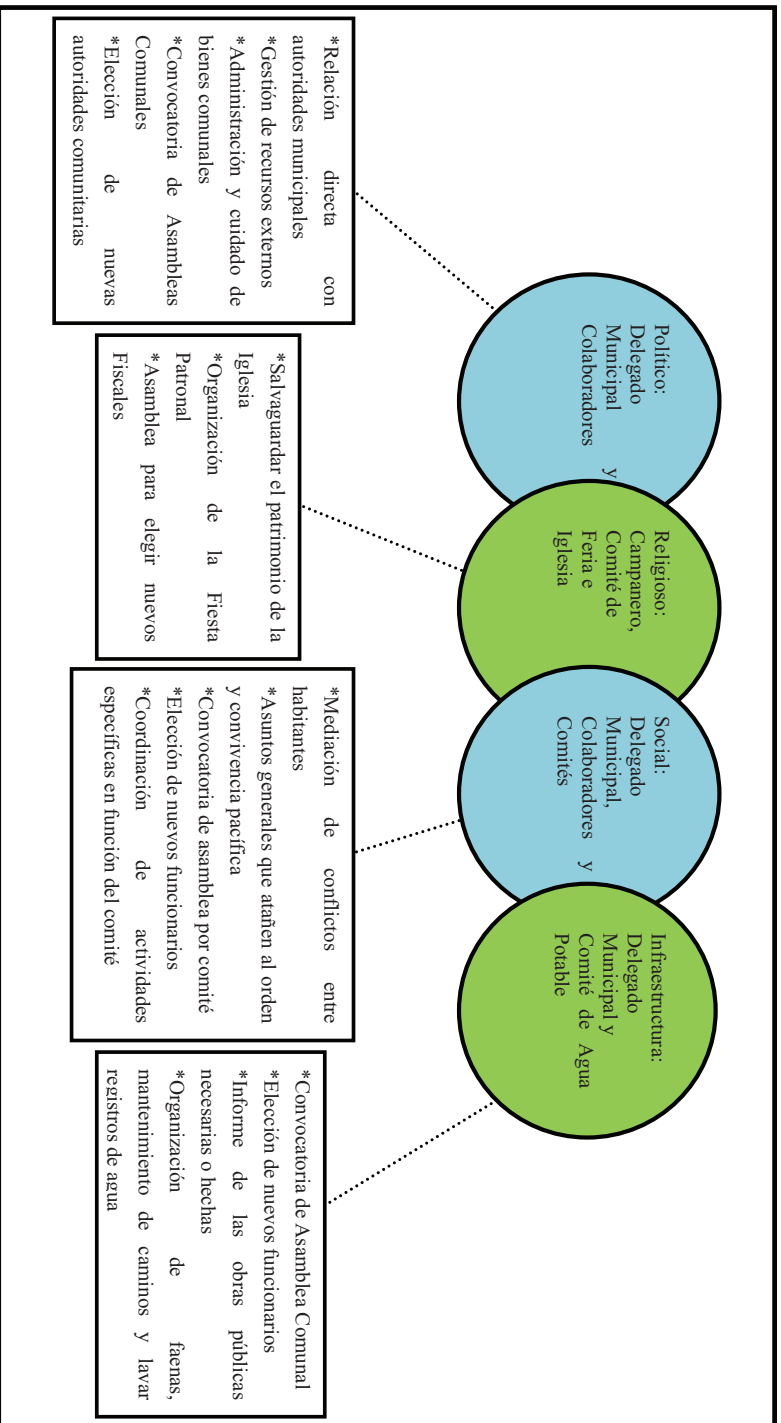 Político:
Delegado
Municipal y
Colaboradores
Religioso:
Campanero,
Comité de
Feria e
Iglesia
Social:
Delegado
Municipal,
Colaboradores y
Comités
Infraestructura:
Delegado
Municipal y
Comité de Agua
Potable
*Relación directa con
autoridades municipales
*Gestión de recursos externos
*Administración y cuidado de
bienes comunales
*Convocatoria de Asambleas
Comunales
*Elección de nuevas
autoridades comunitarias
*Salvaguardar el patrimonio de la
Iglesia
*Organización de la Fiesta
Patronal
*Asamblea para elegir nuevos
Fiscales
*Mediación de conflictos entre
habitantes
*Asuntos generales que atañen al orden
y convivencia pacífica
*Convocatoria de asamblea por comité
*Elección de nuevos funcionarios
*Coordinación de actividades
específicas en función del comité
*Convocatoria de Asamblea Comunal
*Elección de nuevos funcionarios
*Informe de las obras públicas
necesarias o hechas
*Organización de faenas,
mantenimiento de caminos y lavar
registros de agua